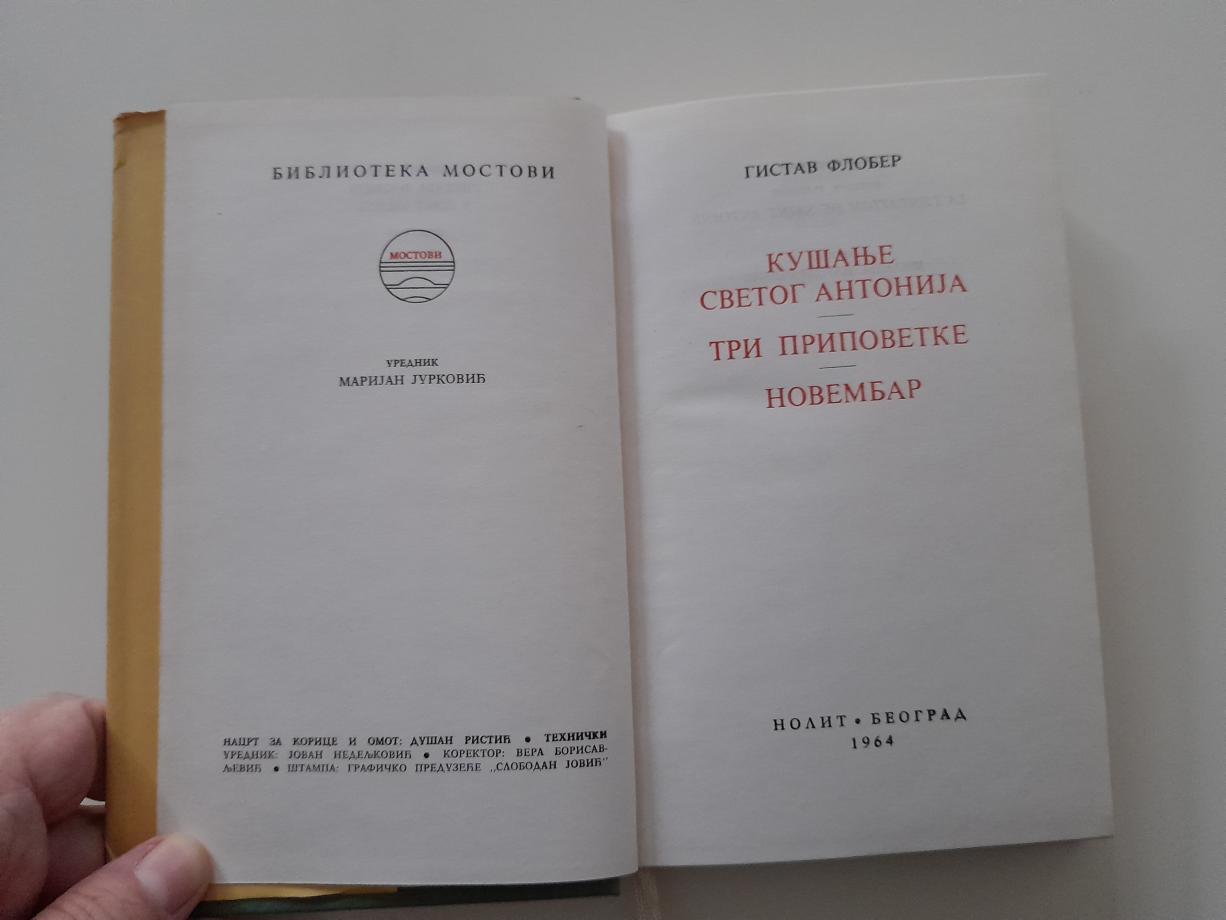 БИБЛИОТЕКА МОСТОВИ
МОСТОВИ
УРЕДНИК
МАРИЈАН ЈУРКОВИЋ
НАЦРТ ЗА КОРИЦЕ И ОМОТ: ДУШАН РИСТИЋ • ТЕХНИЧКИ
УРЕДНИК: ЈОВАН НЕДЕЉКОВИЋ • КОРЕКТОР: ВЕРА БОРИСАВ-
ЉЕВИЋ • ШТАМПА: ГРАФИЧКО ПРЕДУЗЕЋЕ „СЛОБОДАН ЈОВИЋ"
ГИСТАВ ФЛОБЕР
КУШАЊЕ
СВЕТОГ АНТОНИЈА
ТРИ ПРИПОВЕТКЕ
НОВЕМБАР
НОЛИТ • БЕОГРАД
1964